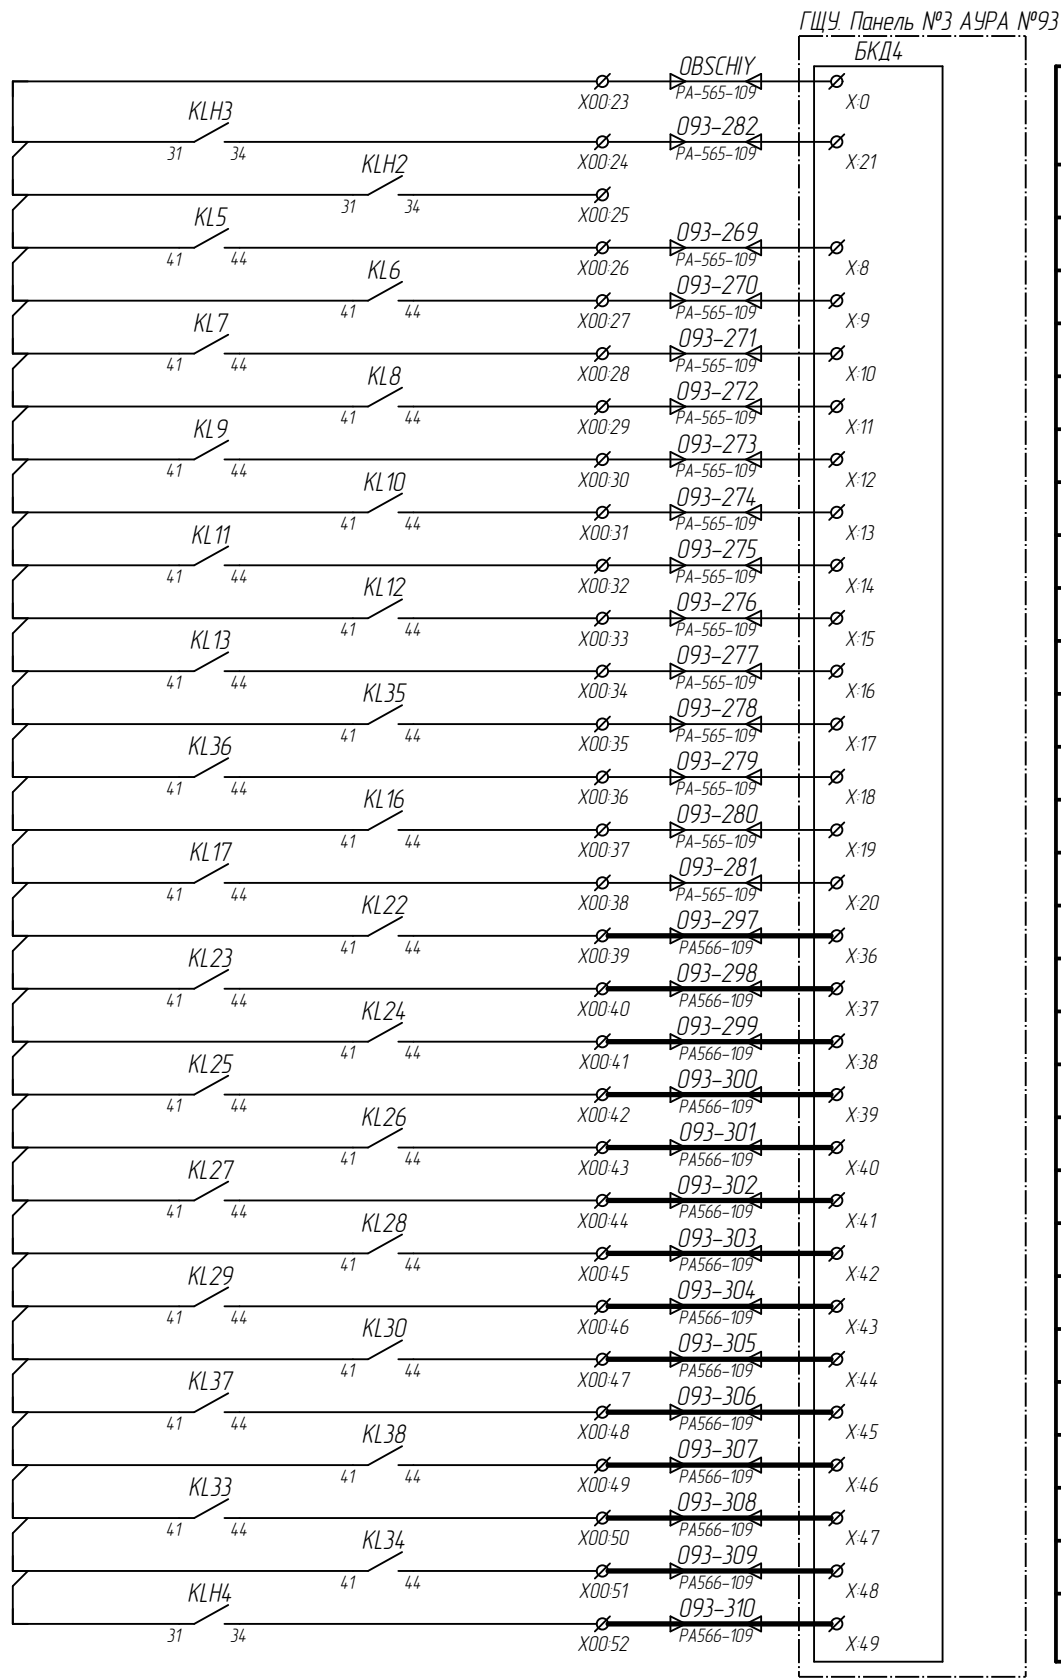 ГЩУ. Панель №3 АУРА №93
БКД4
OBSCHIY
X00:23 PA-565-109 X:0
KLH3 093-282
31 34 X00:24 PA-565-109 X:21
KLH2
31 34 X00:25
KL5 093-269
41 44 X00:26 PA-565-109 X:8
KL6 093-270
41 44 X00:27 PA-565-109 X:9
KL7 093-271
41 44 X00:28 PA-565-109 X:10
KL8 093-272
41 44 X00:29 PA-565-109 X:11
KL9 093-273
41 44 X00:30 PA-565-109 X:12
KL10 093-274
41 44 X00:31 PA-565-109 X:13
KL11 093-275
41 44 X00:32 PA-565-109 X:14
KL12 093-276
41 44 X00:33 PA-565-109 X:15
KL13 093-277
41 44 X00:34 PA-565-109 X:16
KL35 093-278
41 44 X00:35 PA-565-109 X:17
KL36 093-279
41 44 X00:36 PA-565-109 X:18
KL16 093-280
41 44 X00:37 PA-565-109 X:19
KL17 093-281
41 44 X00:38 PA-565-109 X:20
KL22 093-297
41 44 X00:39 PA566-109 X:36
KL23 093-298
41 44 X00:40 PA566-109 X:37
KL24 093-299
41 44 X00:41 PA566-109 X:38
KL25 093-300
41 44 X00:42 PA566-109 X:39
KL26 093-301
41 44 X00:43 PA566-109 X:40
KL27 093-302
41 44 X00:44 PA566-109 X:41
KL28 093-303
41 44 X00:45 PA566-109 X:42
KL29 093-304
41 44 X00:46 PA566-109 X:43
KL30 093-305
41 44 X00:47 PA566-109 X:44
KL37 093-306
41 44 X00:48 PA566-109 X:45
KL38 093-307
41 44 X00:49 PA566-109 X:46
KL33 093-308
41 44 X00:50 PA566-109 X:47
KL34 093-309
41 44 X00:51 PA566-109 X:48
KLH4 093-310
31 34 X00:52 PA566-109 X:49